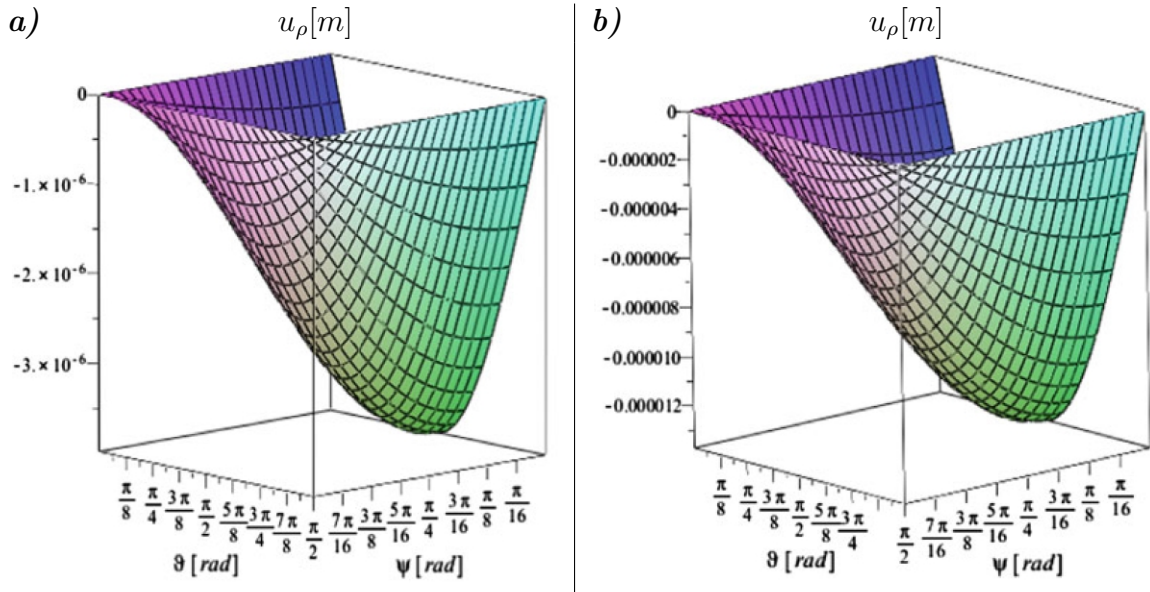 a) u_ρ[m]
0
-1.×10⁻⁶
-2.×10⁻⁶
-3.×10⁻⁶
π/8 π/4 3π/8 π/2 5π/8 3π/4 7π/8
ϑ [rad]
π/2 7π/16 3π/8 5π/16 π/4 3π/16 π/8 π/16
ψ [rad]
b) u_ρ[m]
0
-0.000002
-0.000004
-0.000006
-0.000008
-0.000010
-0.000012
π/8 π/4 3π/8 π/2 5π/8 3π/4
ϑ [rad]
π/2 7π/16 3π/8 5π/16 π/4 3π/16 π/8 π/16
ψ [rad]